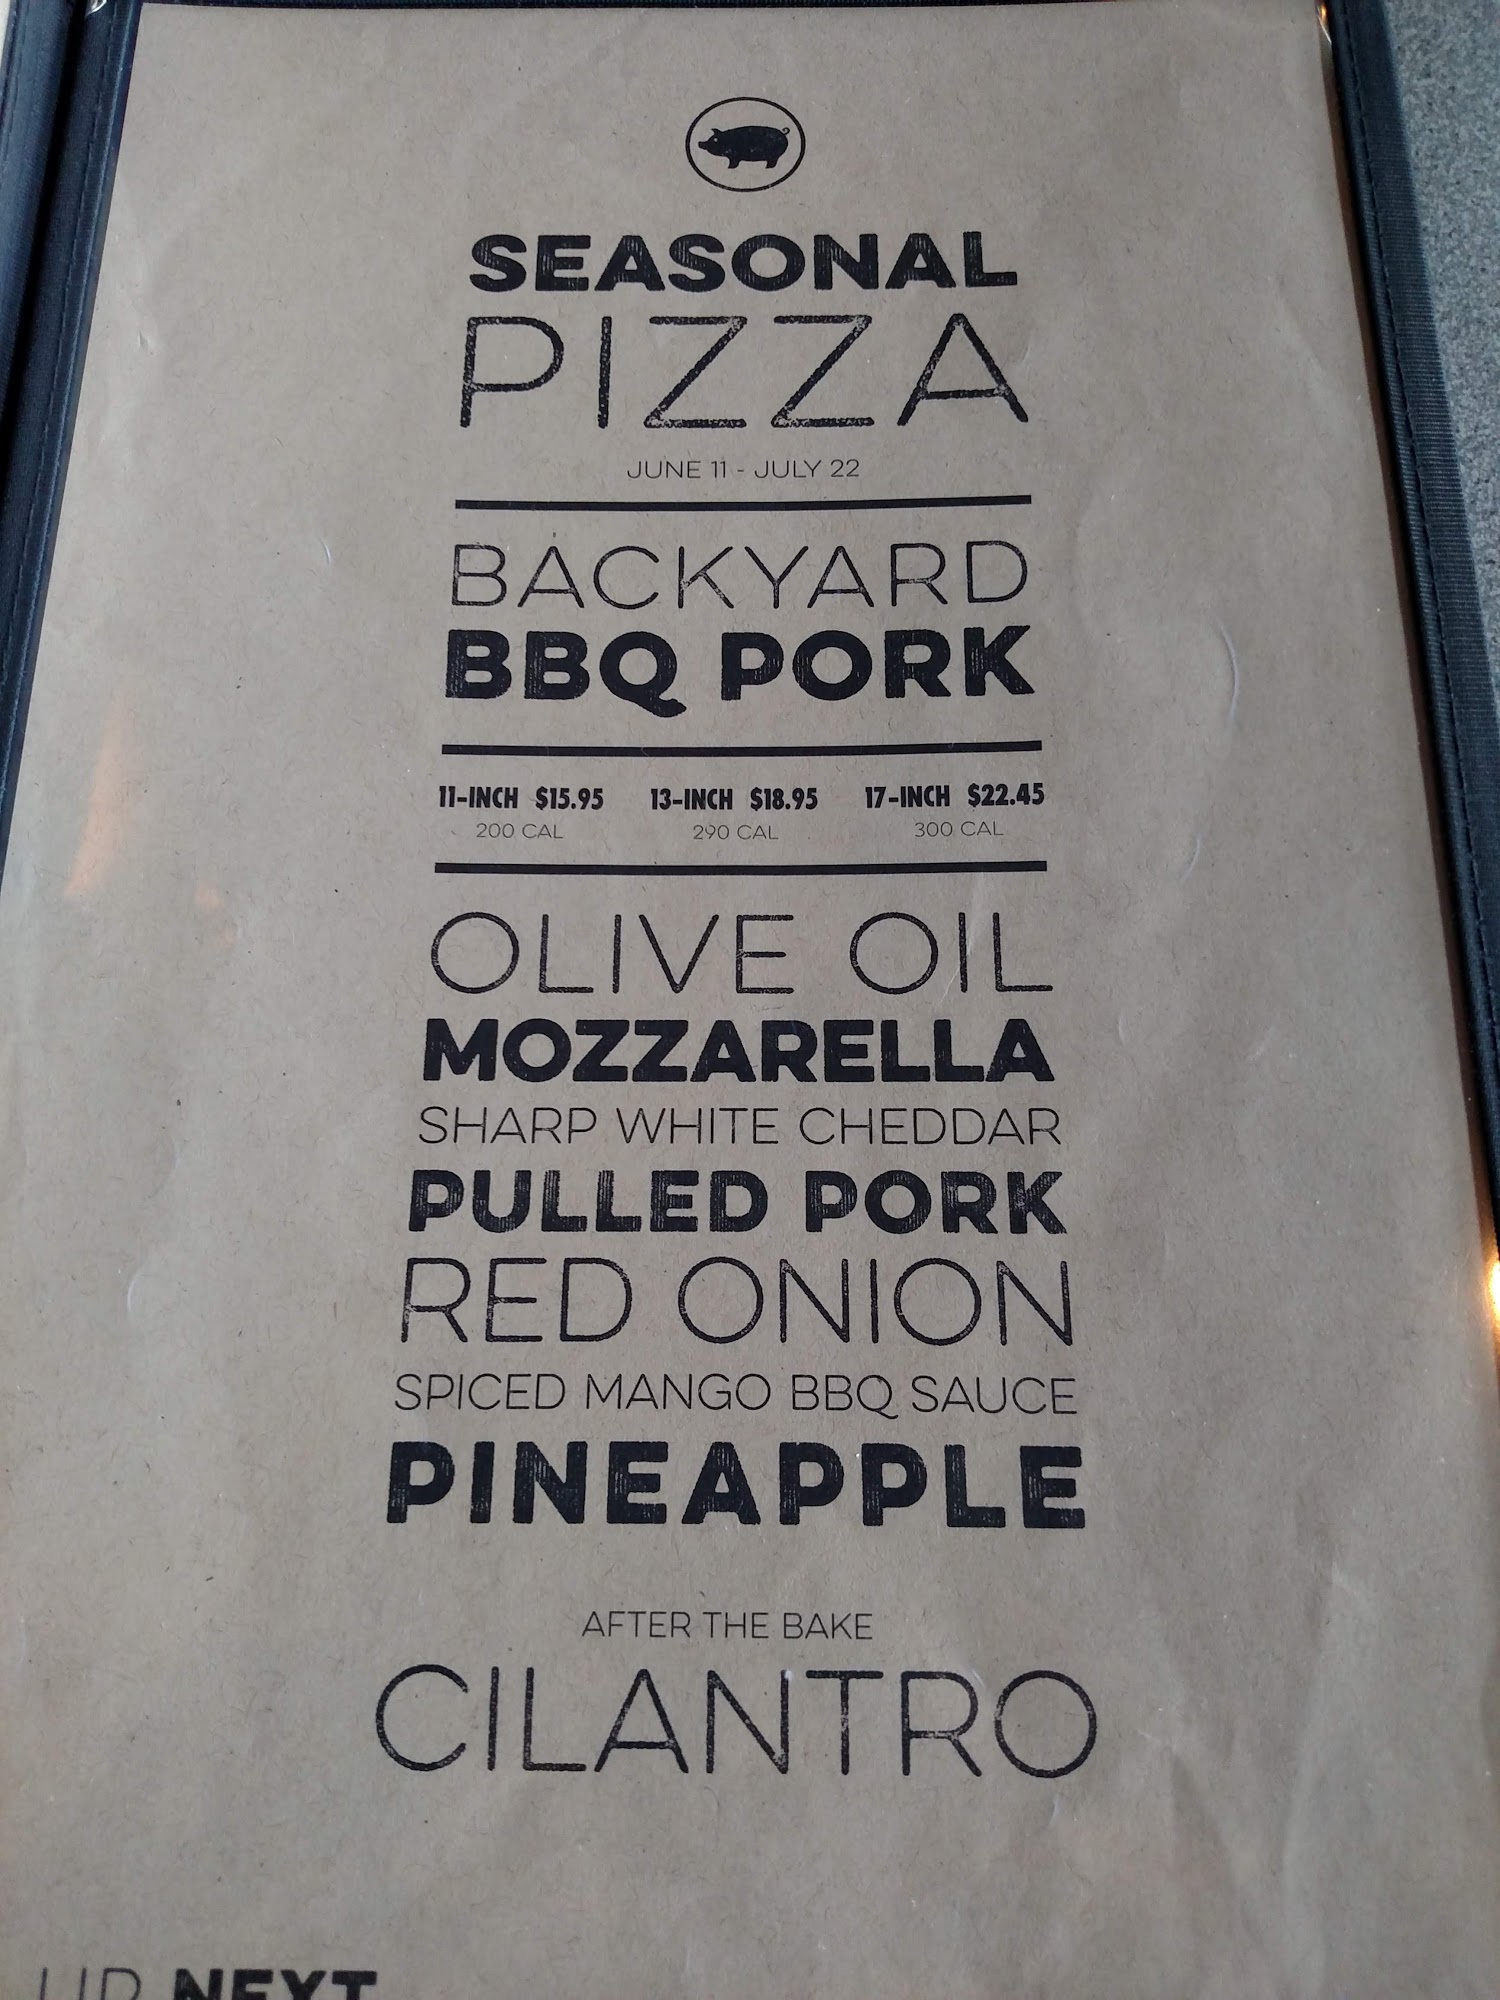 SEASONAL
PIZZA
JUNE 11 - JULY 22
BACKYARD
BBQ PORK
11-INCH $15.95 13-INCH $18.95 17-INCH $22.45
200 CAL 290 CAL 300 CAL
OLIVE OIL
MOZZARELLA
SHARP WHITE CHEDDAR
PULLED PORK
RED ONION
SPICED MANGO BBQ SAUCE
PINEAPPLE
AFTER THE BAKE
CILANTRO
UP NEXT